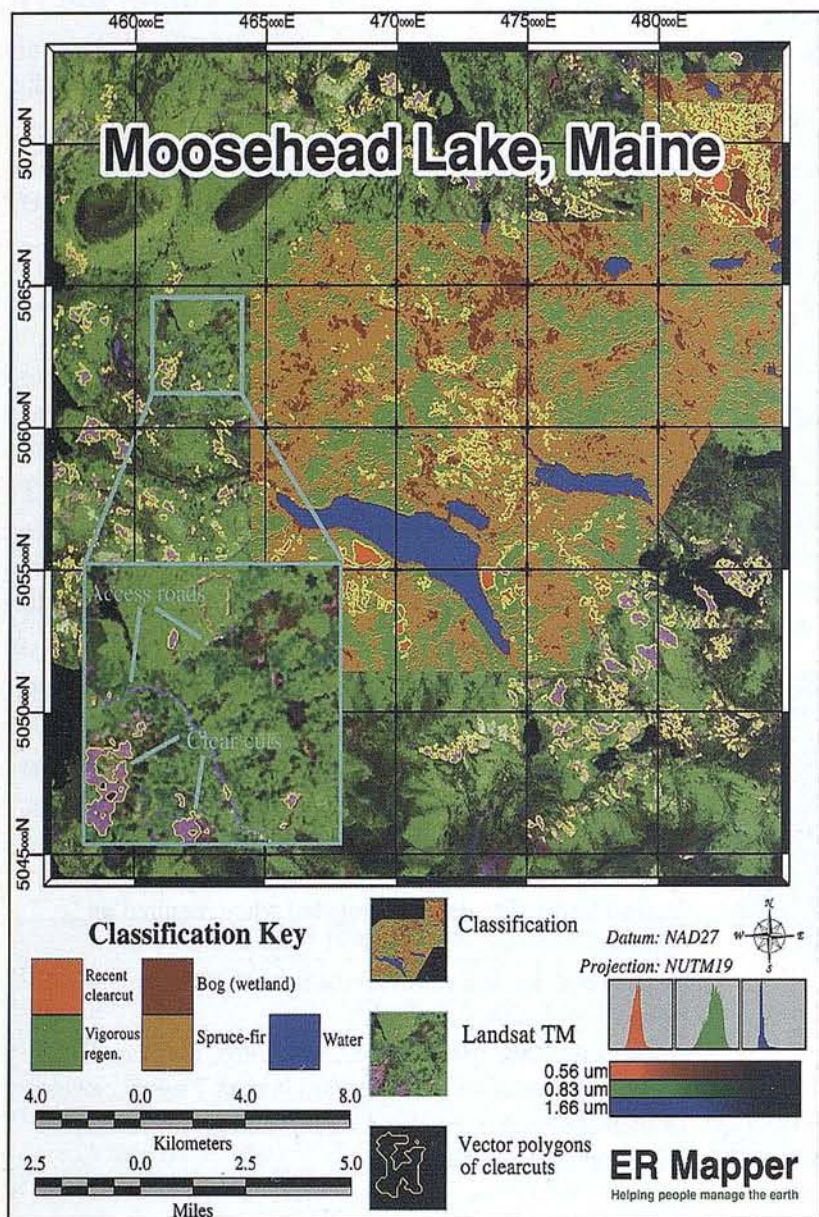 460000E 465000E 470000E 475000E 480000E
Moosehead Lake, Maine
5070000N
5065000N
5060000N
5055000N
5050000N
5045000N
Access roads
Clear cuts
Classification Key
Recent clearcut
Bog (wetland)
Vigorous regen.
Spruce-fir
Water
4.0 0.0 4.0 8.0
Kilometers
2.5 0.0 2.5 5.0
Miles
Classification
Landsat TM
Vector polygons
of clearcuts
Datum: NAD27
Projection: NUTM19
N
W E
S
0.56 um
0.83 um
1.66 um
ER Mapper
Helping people manage the earth